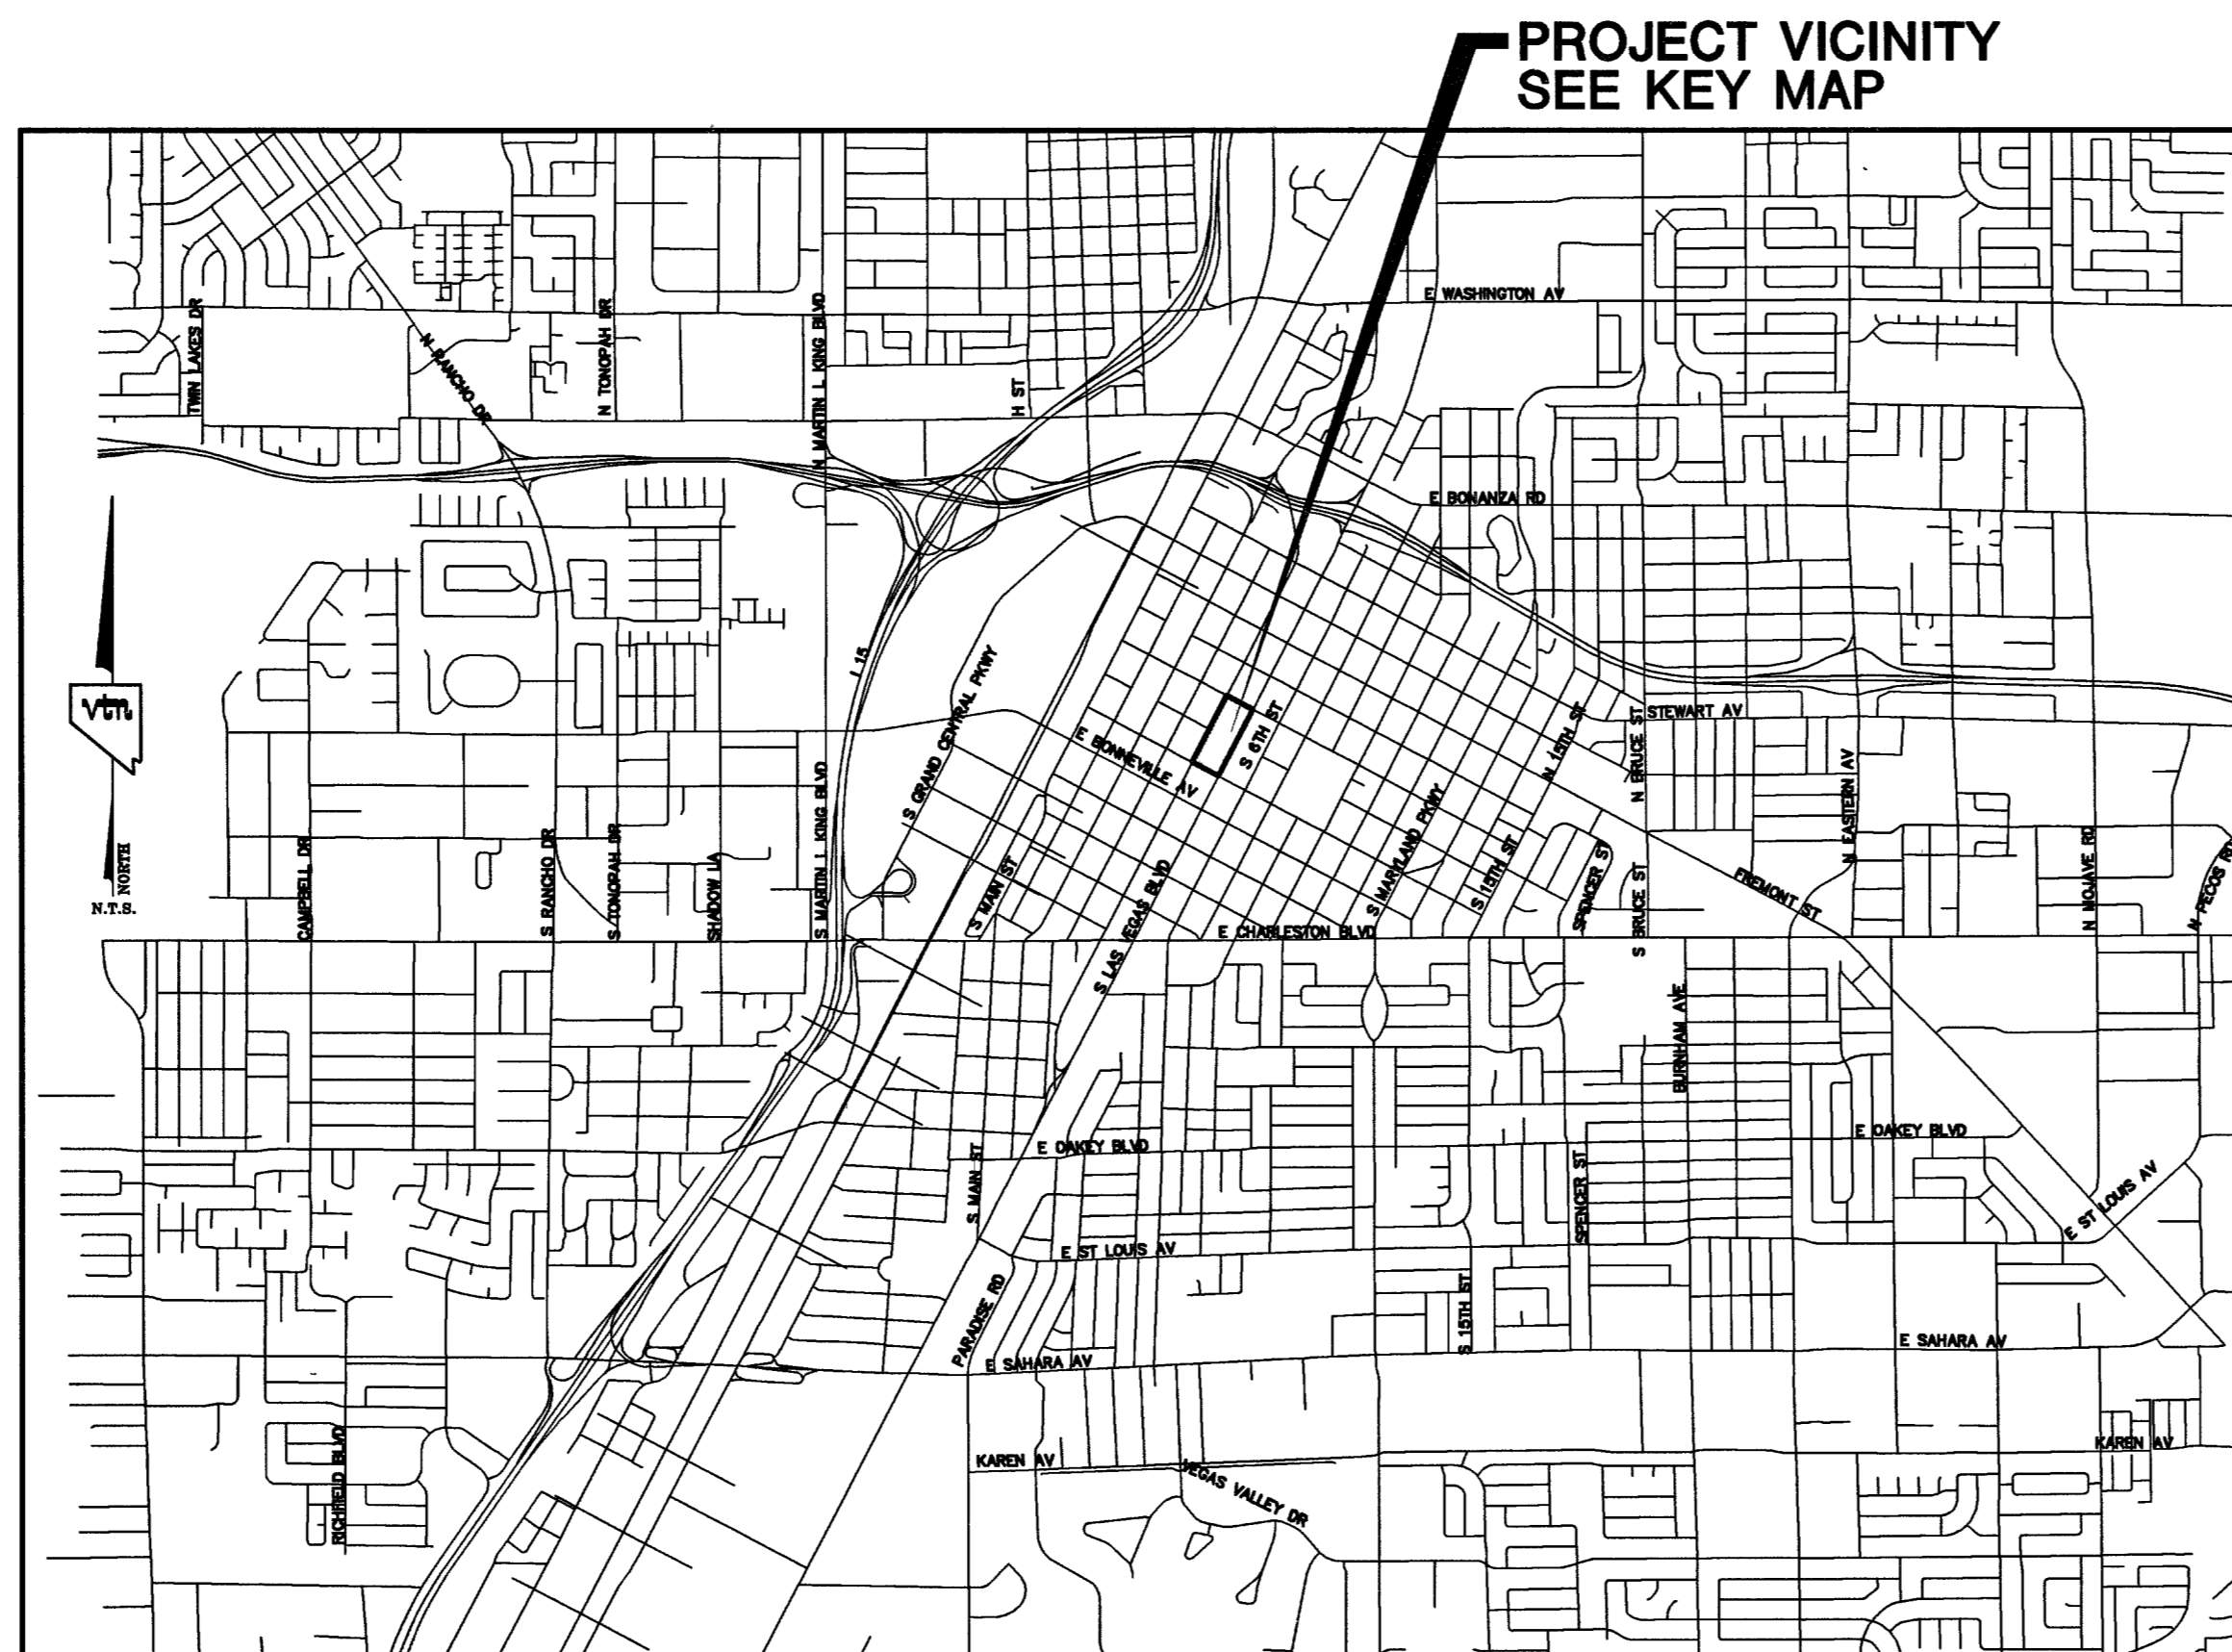 PROJECT VICINITY
SEE KEY MAP
E WASHINGTON AV
TWIN LAKES DR
N RANCHO DR
N TONOPAH DR
N MARTIN L KING BLVD
H ST
E BONANZA RD
I 15
S GRAND CENTRAL PKWY
vtn
NORTH
N.T.S.
E BONNEVILLE AV
S 6TH ST
N 15TH ST
N BRUCE ST
STEWART AV
N EASTERN AV
CAMPBELL DR
S RANCHO DR
S TONOPAH DR
SHADOW LA
S MARTIN L KING BLVD
S MAIN ST
S LAS VEGAS BLVD
S MARYLAND PKWY
S 15TH ST
SPENCER ST
S BRUCE ST
FREMONT ST
N MOJAVE RD
N PECOS RD
E CHARLESTON BLVD
BURNHAM AVE
S MAIN ST
E OAKEY BLVD
SPENCER ST
E OAKEY BLVD
E ST LOUIS AV
E ST LOUIS AV
PARADISE RD
S 15TH ST
E SAHARA AV
E SAHARA AV
RICHFIELD BLVD
KAREN AV
VEGAS VALLEY DR
KAREN AV